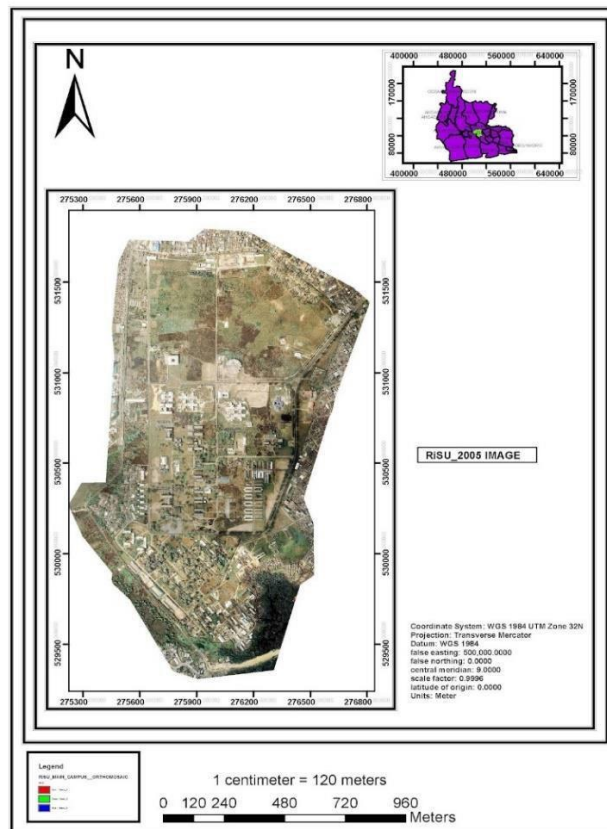 N
400000 480000 560000 640000
170000 170000
80000 80000
400000 480000 560000 640000
275300 275600 275900 276200 276500 276800
531500 531500
531000 531000
530500 530500
530000 530000
529500 529500
275300 275600 275900 276200 276500 276800
RiSU_2005 IMAGE
Coordinate System: WGS 1984 UTM Zone 32N
Projection: Transverse Mercator
Datum: WGS 1984
false easting: 500,000.0000
false northing: 0.0000
central meridian: 9.0000
scale factor: 0.9996
latitude of origin: 0.0000
Units: Meter
Legend
1 centimeter = 120 meters
0 120 240 480 720 960
Meters